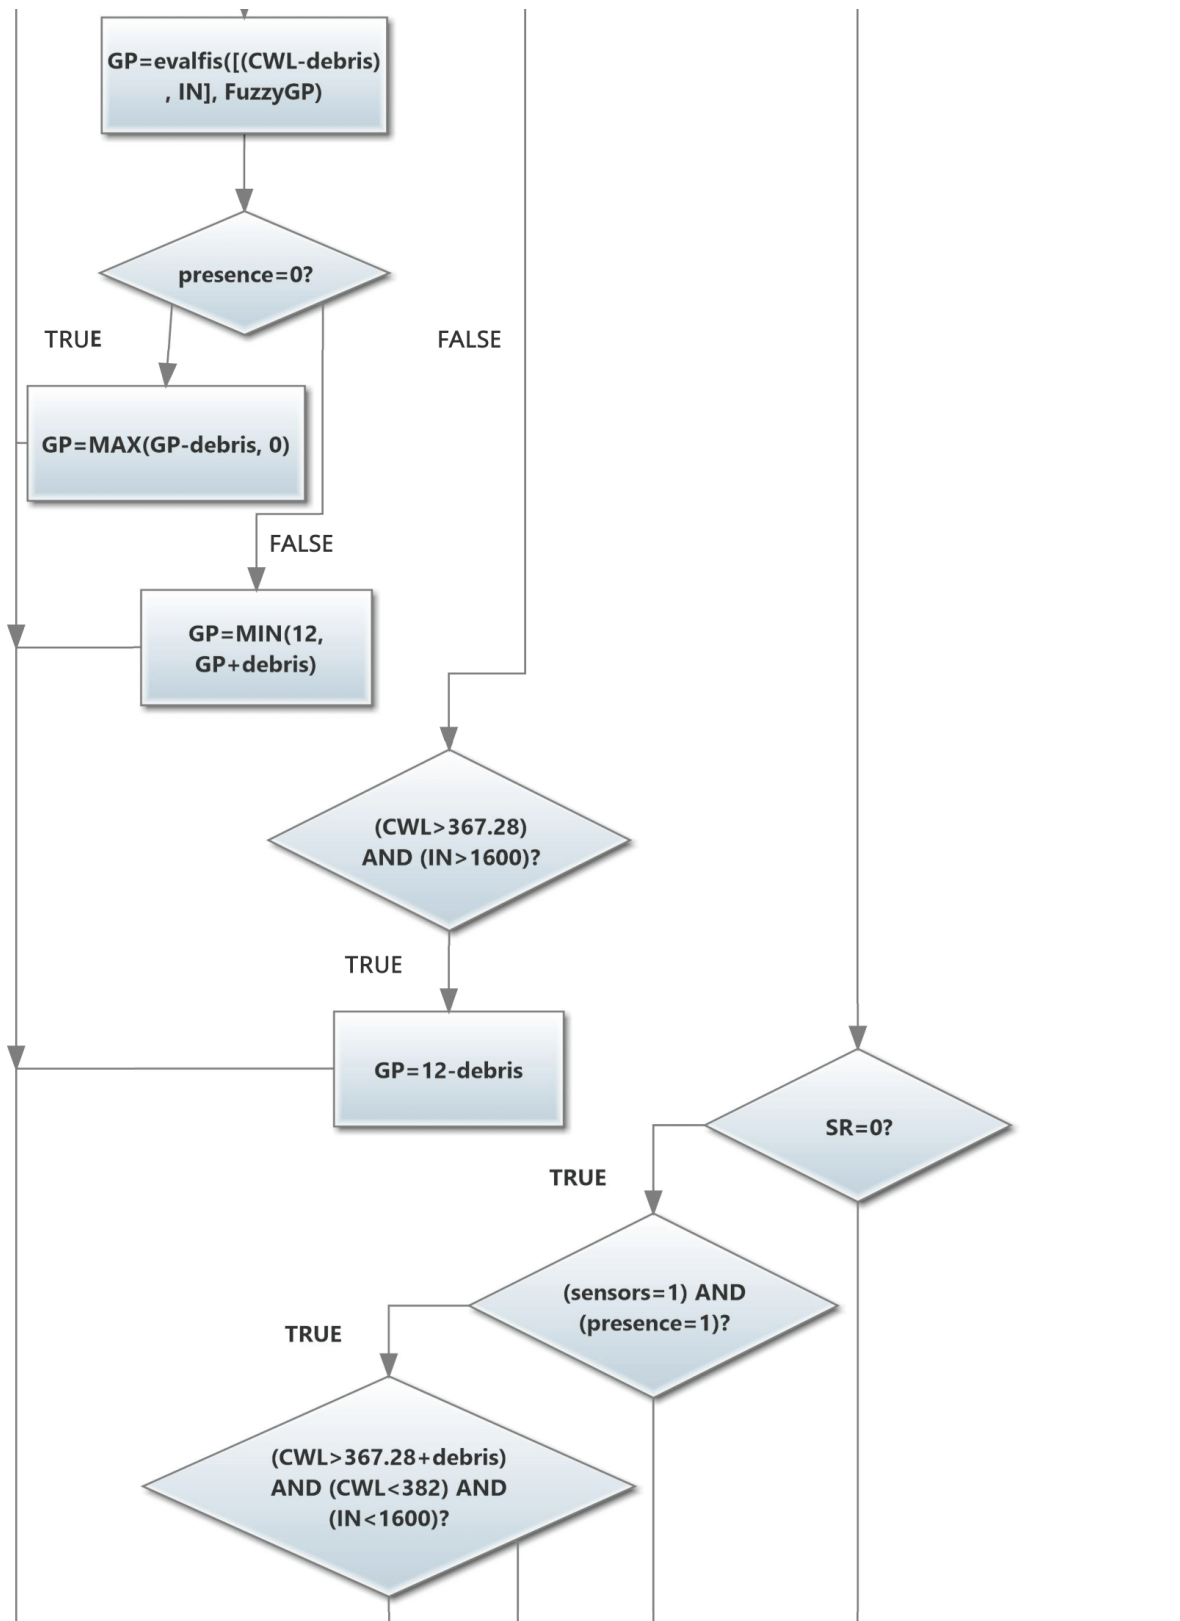 GP=evalfis([(CWL-debris)
, IN], FuzzyGP)
presence=0?
TRUE
FALSE
GP=MAX(GP-debris, 0)
FALSE
GP=MIN(12,
GP+debris)
(CWL>367.28)
AND (IN>1600)?
TRUE
GP=12-debris
SR=0?
TRUE
(sensors=1) AND
(presence=1)?
TRUE
(CWL>367.28+debris)
AND (CWL<382) AND
(IN<1600)?